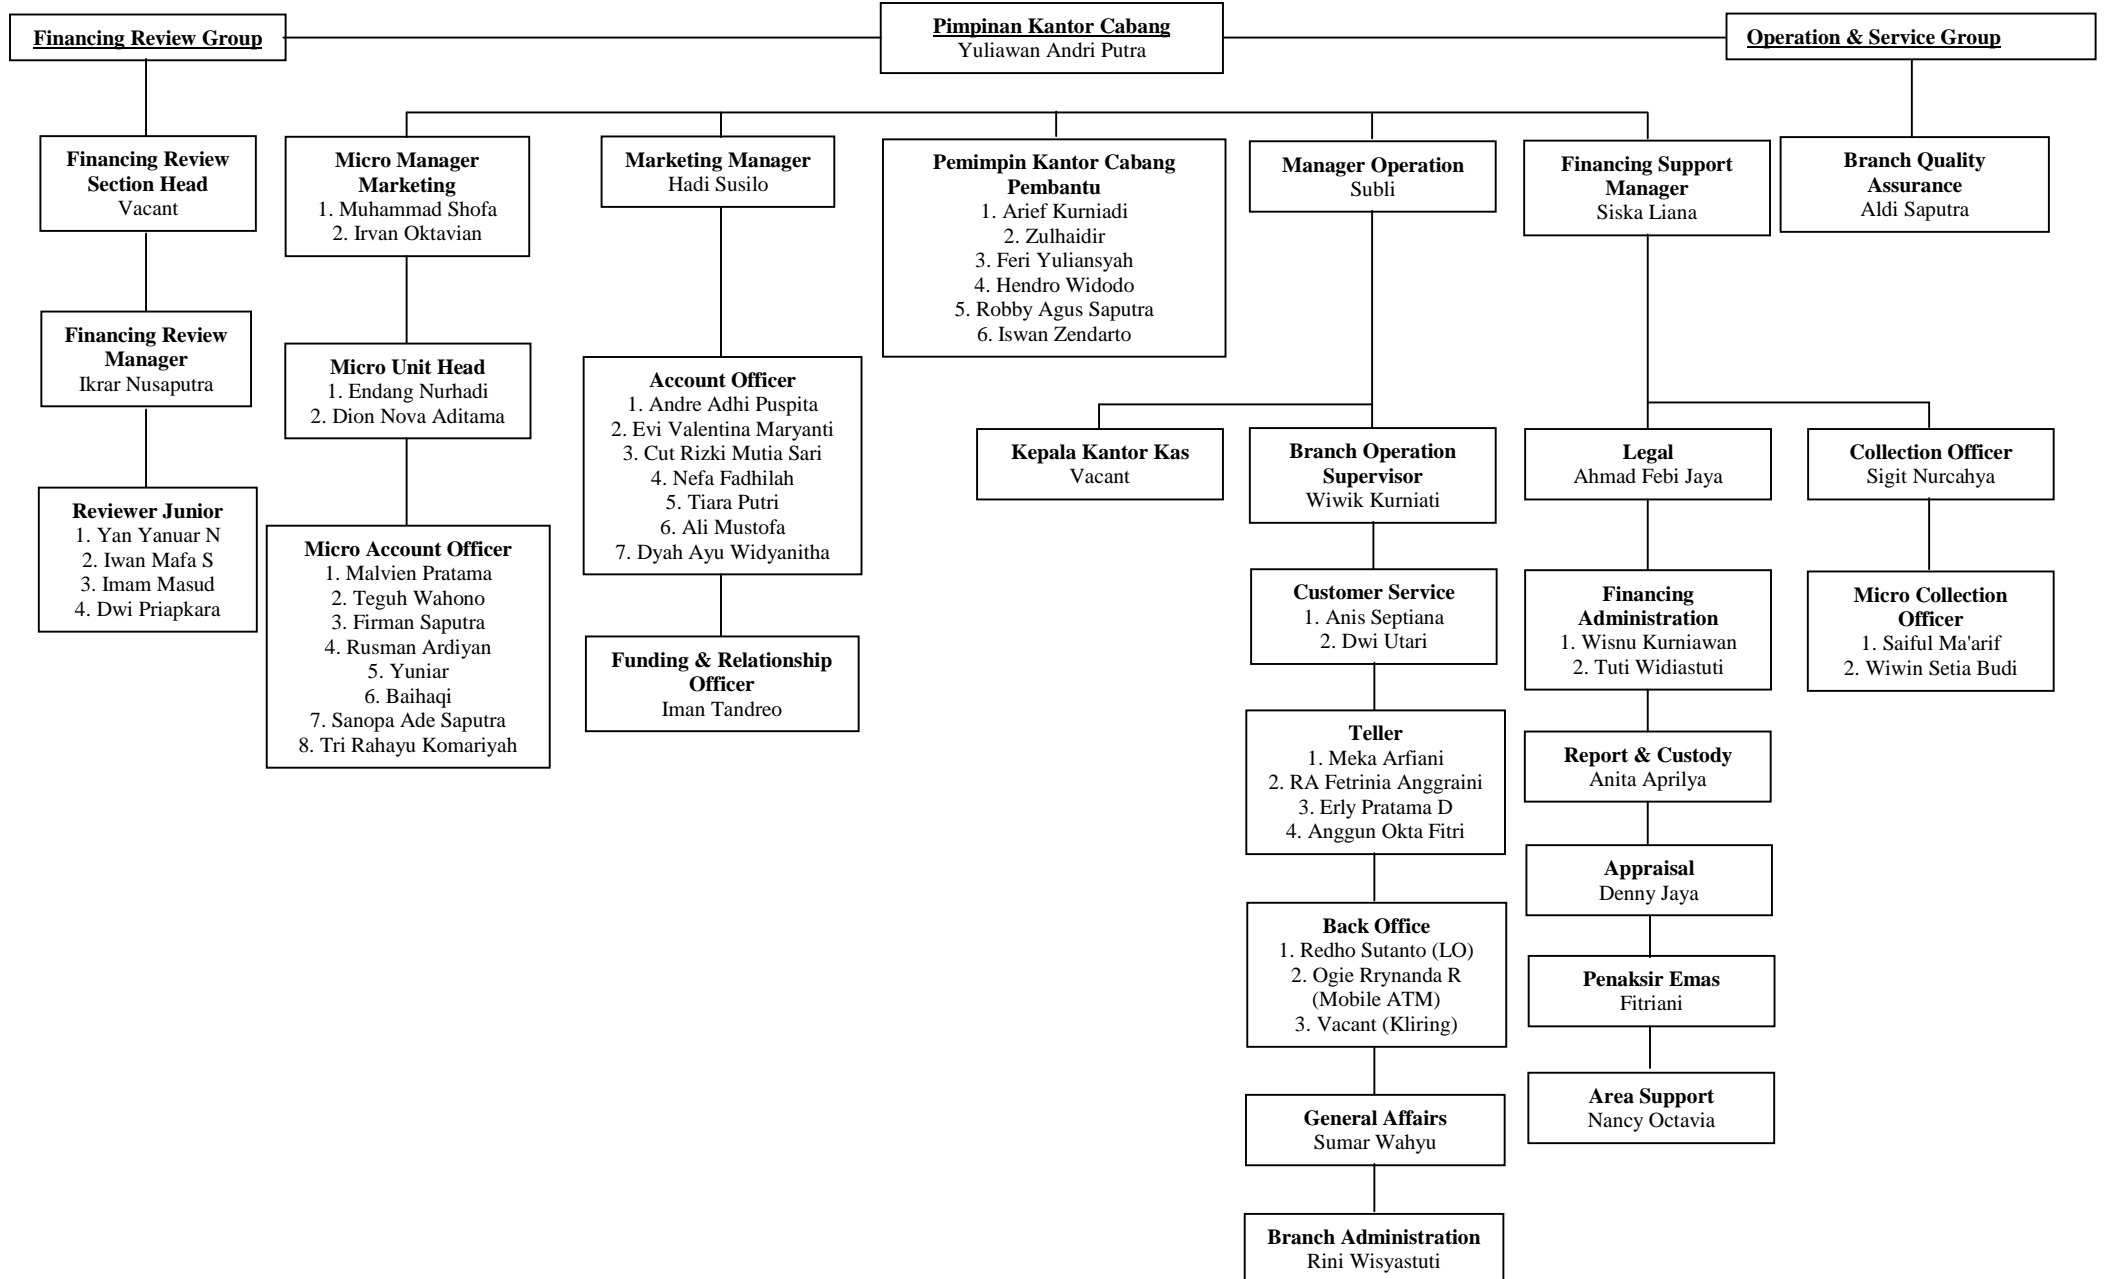 Financing Review Group
Pimpinan Kantor Cabang
Yuliawan Andri Putra
Operation & Service Group
Financing Review
Section Head
Vacant
Financing Review
Manager
Ikrar Nusaputra
Reviewer Junior
1. Yan Yanuar N
2. Iwan Mafa S
3. Imam Masud
4. Dwi Priapkara
Micro Manager
Marketing
1. Muhammad Shofa
2. Irvan Oktavian
Micro Unit Head
1. Endang Nurhadi
2. Dion Nova Aditama
Micro Account Officer
1. Malvien Pratama
2. Teguh Wahono
3. Firman Saputra
4. Rusman Ardiyan
5. Yuniar
6. Baihaqi
7. Sanopa Ade Saputra
8. Tri Rahayu Komariyah
Marketing Manager
Hadi Susilo
Account Officer
1. Andre Adhi Puspita
2. Evi Valentina Maryanti
3. Cut Rizki Mutia Sari
4. Nefa Fadhilah
5. Tiara Putri
6. Ali Mustofa
7. Dyah Ayu Widyanitha
Funding & Relationship
Officer
Iman Tandreo
Pemimpin Kantor Cabang
Pembantu
1. Arief Kurniadi
2. Zulhaidir
3. Feri Yuliansyah
4. Hendro Widodo
5. Robby Agus Saputra
6. Iswan Zendarto
Manager Operation
Subli
Kepala Kantor Kas
Vacant
Branch Operation
Supervisor
Wiwik Kurniati
Customer Service
1. Anis Septiana
2. Dwi Utari
Teller
1. Meka Arfiani
2. RA Fetrinia Anggraini
3. Erly Pratama D
4. Anggun Okta Fitri
Back Office
1. Redho Sutanto (LO)
2. Ogie Rrynanda R
(Mobile ATM)
3. Vacant (Kliring)
General Affairs
Sumar Wahyu
Branch Administration
Rini Wisyastuti
Financing Support
Manager
Siska Liana
Legal
Ahmad Febi Jaya
Financing
Administration
1. Wisnu Kurniawan
2. Tuti Widiastuti
Report & Custody
Anita Aprilya
Appraisal
Denny Jaya
Penaksir Emas
Fitriani
Area Support
Nancy Octavia
Collection Officer
Sigit Nurcahya
Micro Collection
Officer
1. Saiful Ma'arif
2. Wiwin Setia Budi
Branch Quality
Assurance
Aldi Saputra